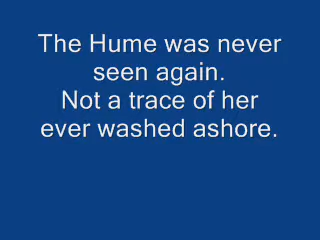 The Hume was never
seen again.
Not a trace of her
ever washed ashore.